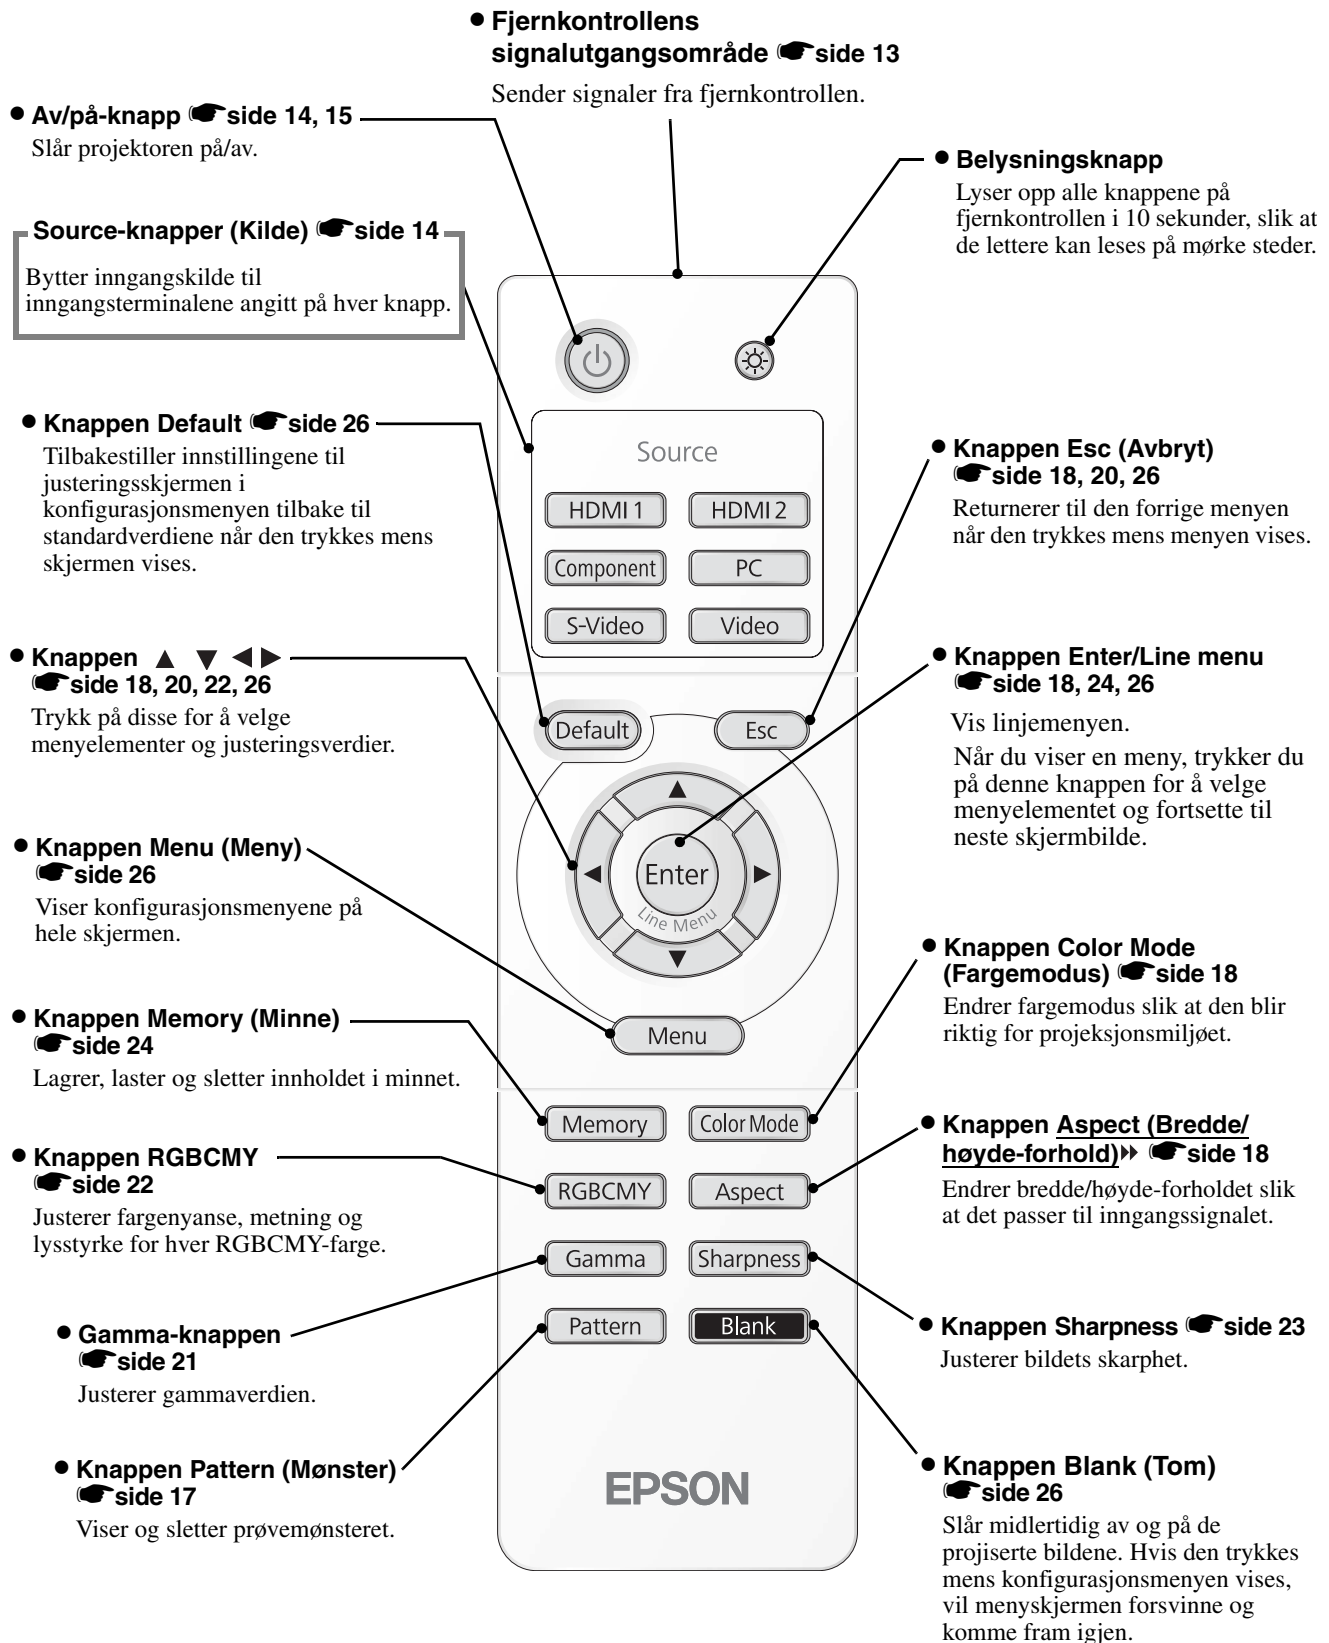 ● Fjernkontrollens
signalutgangsområde ☛side 13
Sender signaler fra fjernkontrollen.
● Av/på-knapp ☛side 14, 15
Slår projektoren på/av.
● Belysningsknapp
Lyser opp alle knappene på
fjernkontrollen i 10 sekunder, slik at
de lettere kan leses på mørke steder.
Source-knapper (Kilde) ☛side 14
Bytter inngangskilde til
inngangsterminalene angitt på hver knapp.
● Knappen Default ☛side 26
Tilbakestiller innstillingene til
justeringsskjermen i
konfigurasjonsmenyen tilbake til
standardverdiene når den trykkes mens
skjermen vises.
● Knappen Esc (Avbryt)
☛side 18, 20, 26
Returnerer til den forrige menyen
når den trykkes mens menyen vises.
● Knappen ▲ ▼ ◀ ▶
☛side 18, 20, 22, 26
Trykk på disse for å velge
menyelementer og justeringsverdier.
● Knappen Enter/Line menu
☛side 18, 24, 26
Vis linjemenyen.
Når du viser en meny, trykker du
på denne knappen for å velge
menyelementet og fortsette til
neste skjermbilde.
● Knappen Menu (Meny)
☛side 26
Viser konfigurasjonsmenyene på
hele skjermen.
● Knappen Color Mode
(Fargemodus) ☛side 18
Endrer fargemodus slik at den blir
riktig for projeksjonsmiljøet.
● Knappen Memory (Minne)
☛side 24
Lagrer, laster og sletter innholdet i minnet.
● Knappen Aspect (Bredde/
høyde-forhold)▶▶ ☛side 18
Endrer bredde/høyde-forholdet slik
at det passer til inngangssignalet.
● Knappen RGBCMY
☛side 22
Justerer fargenyanse, metning og
lysstyrke for hver RGBCMY-farge.
● Gamma-knappen
☛side 21
Justerer gammaverdien.
● Knappen Sharpness ☛side 23
Justerer bildets skarphet.
● Knappen Pattern (Mønster)
☛side 17
Viser og sletter prøvemønsteret.
● Knappen Blank (Tom)
☛side 26
Slår midlertidig av og på de
projiserte bildene. Hvis den trykkes
mens konfigurasjonsmenyen vises,
vil menyskjermen forsvinne og
komme fram igjen.
Source
HDMI 1 HDMI 2
Component PC
S-Video Video
Default Esc
▲
◀ Enter ▶
Line Menu
▼
Menu
Memory Color Mode
RGBCMY Aspect
Gamma Sharpness
Pattern Blank
EPSON